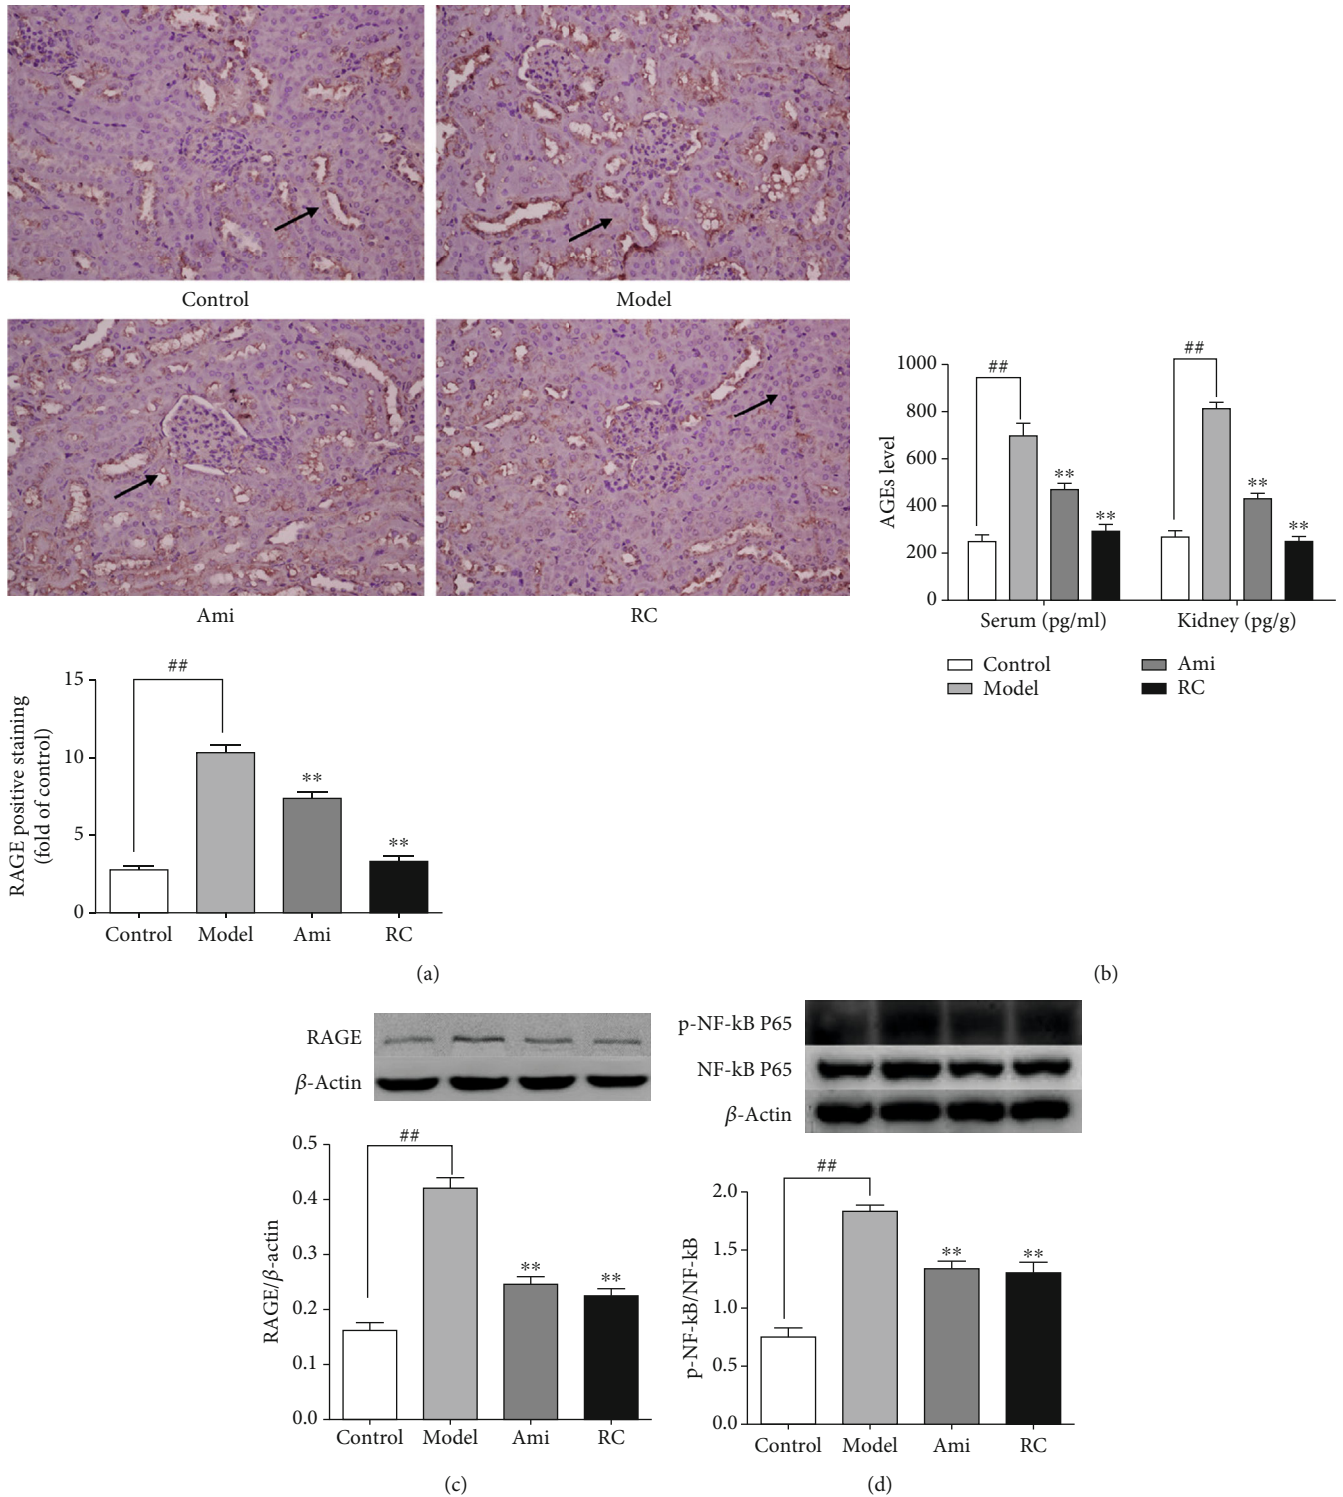 Control
Model
Ami
RC
RAGE positive staining
(fold of control)
15
10
5
0
##
**
**
Control
Model
Ami
RC
(a)
AGEs level
1000
800
600
400
200
0
##
**
**
##
**
**
Serum (pg/ml)
Kidney (pg/g)
Control
Ami
Model
RC
(b)
RAGE
β-Actin
RAGE/β-actin
0.5
0.4
0.3
0.2
0.1
0.0
##
**
**
Control
Model
Ami
RC
(c)
p-NF-kB P65
NF-kB P65
β-Actin
p-NF-kB/NF-kB
2.0
1.5
1.0
0.5
0.0
##
**
**
Control
Model
Ami
RC
(d)